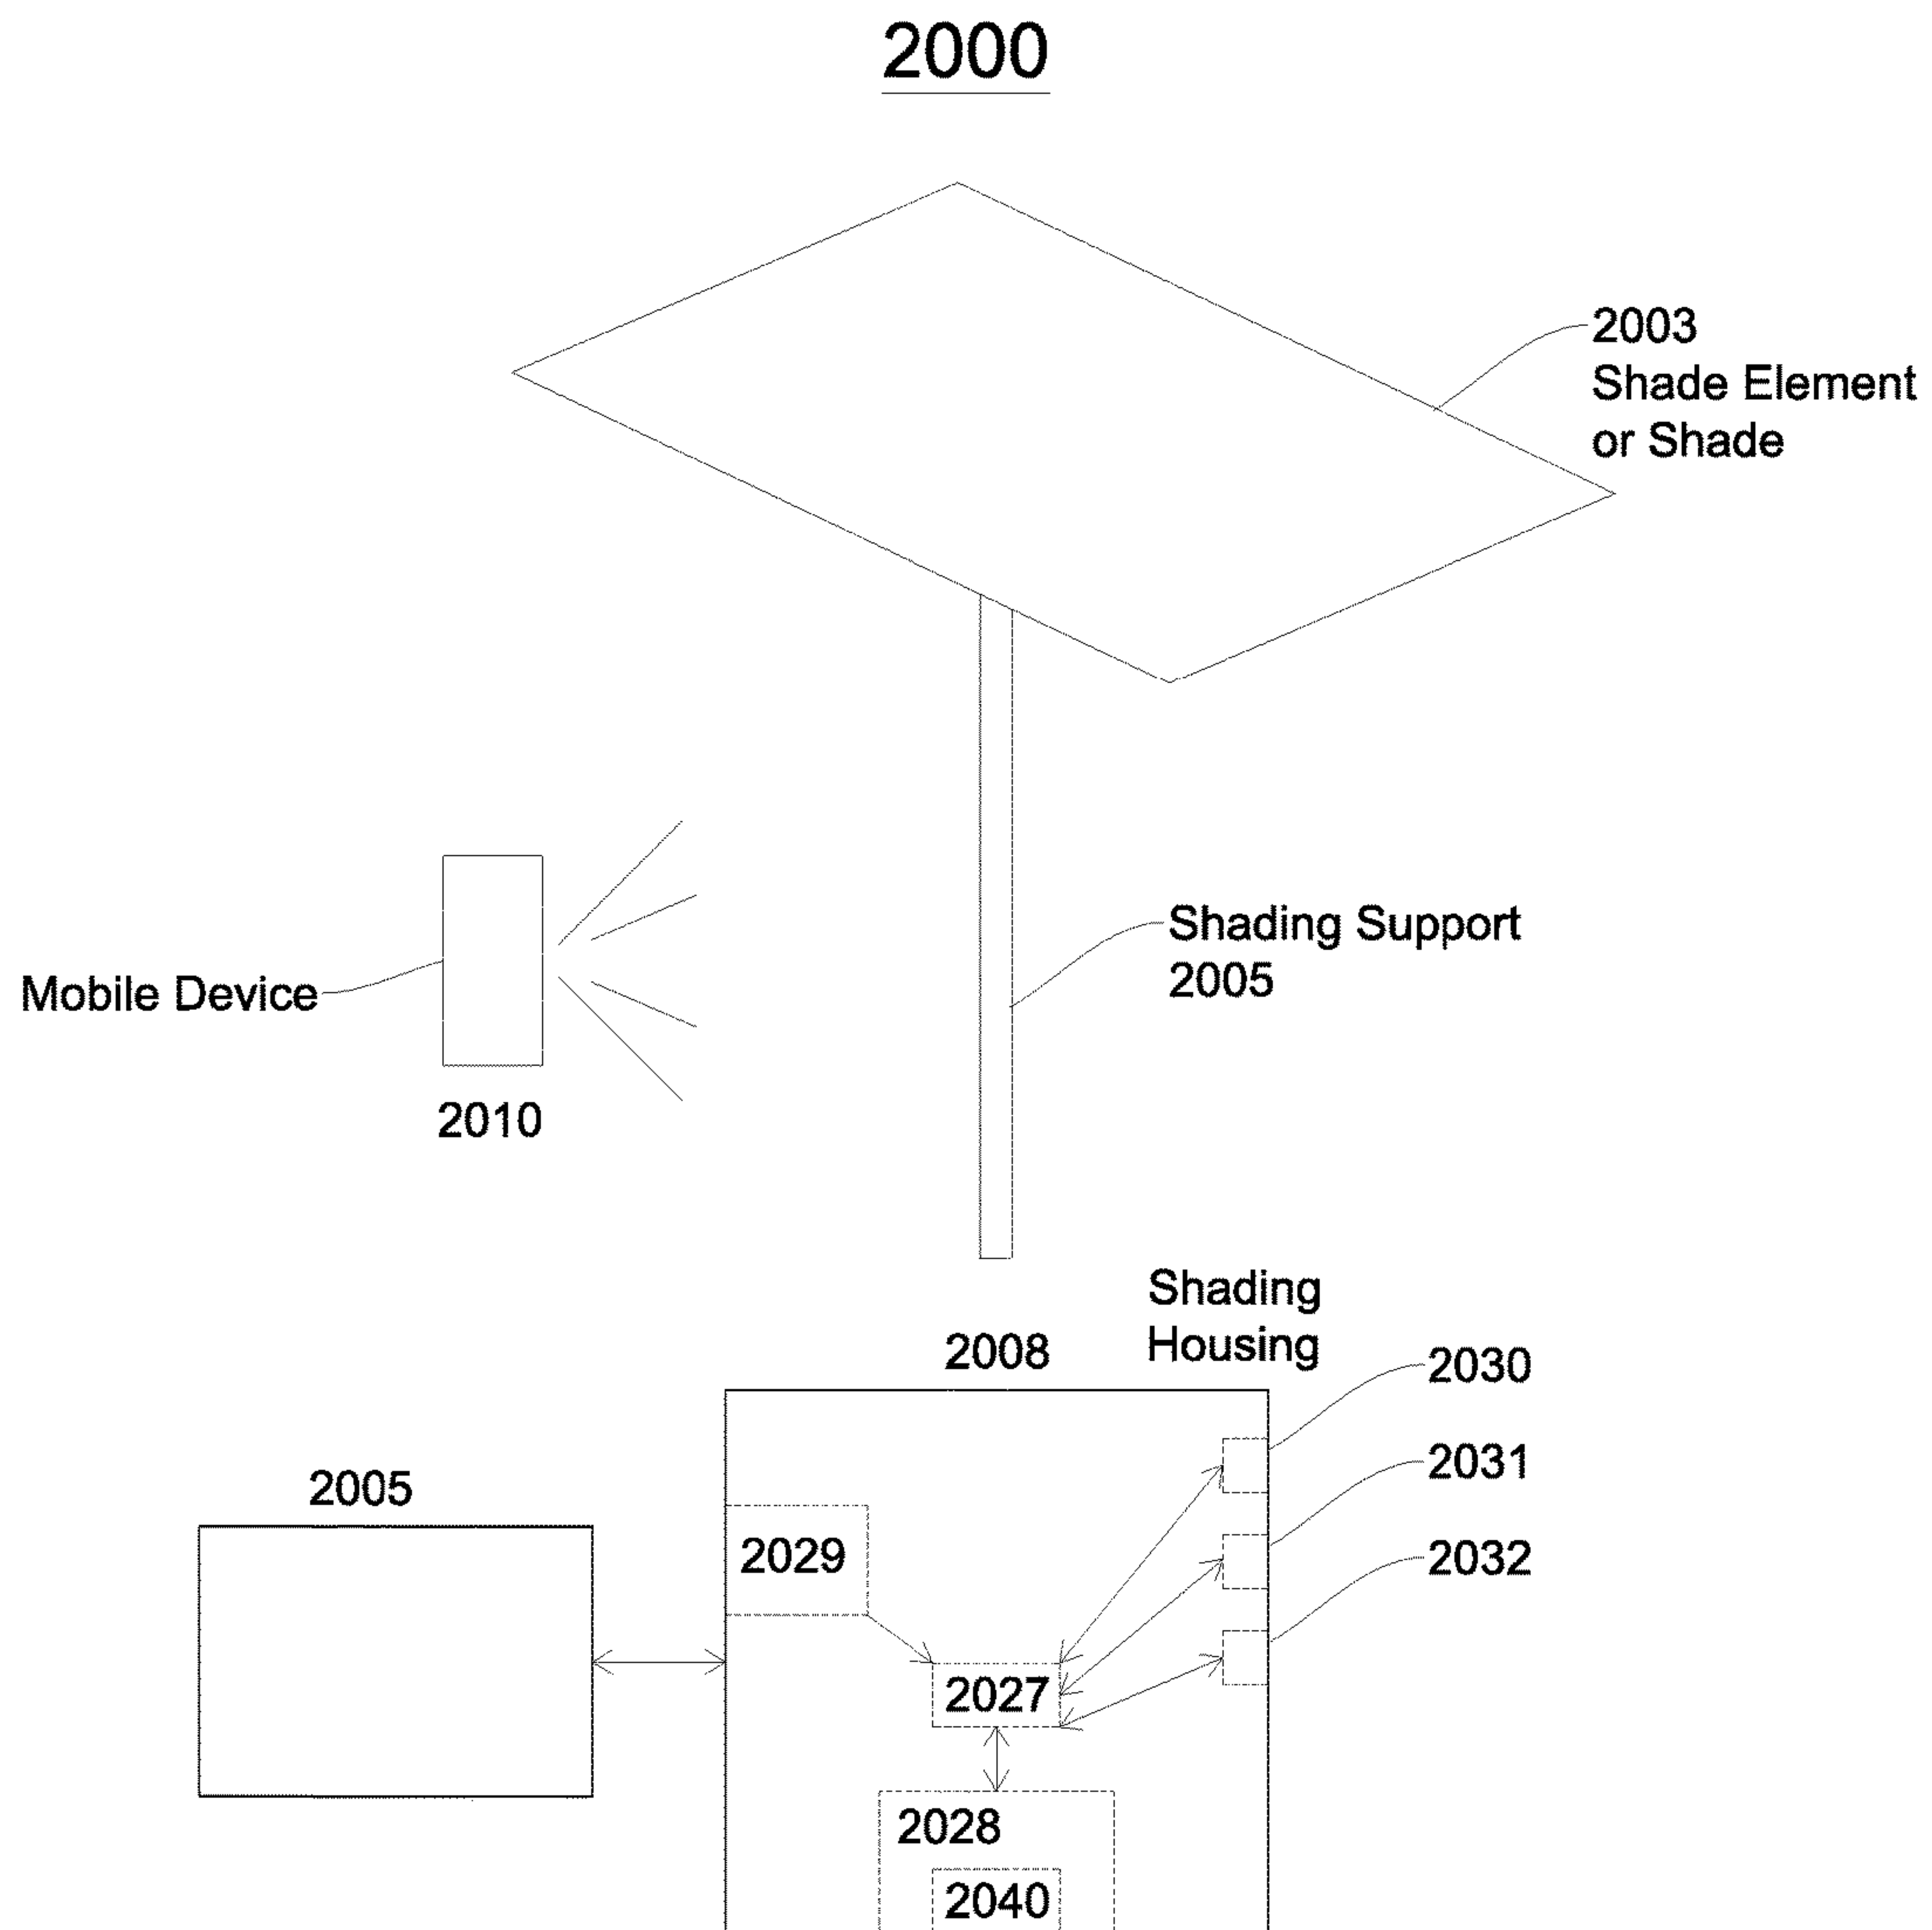 2000
2003
Shade Element
or Shade
Shading Support
2005
Mobile Device
2010
Shading
Housing
2008
2030
2031
2032
2005
2029
2027
2028
2040